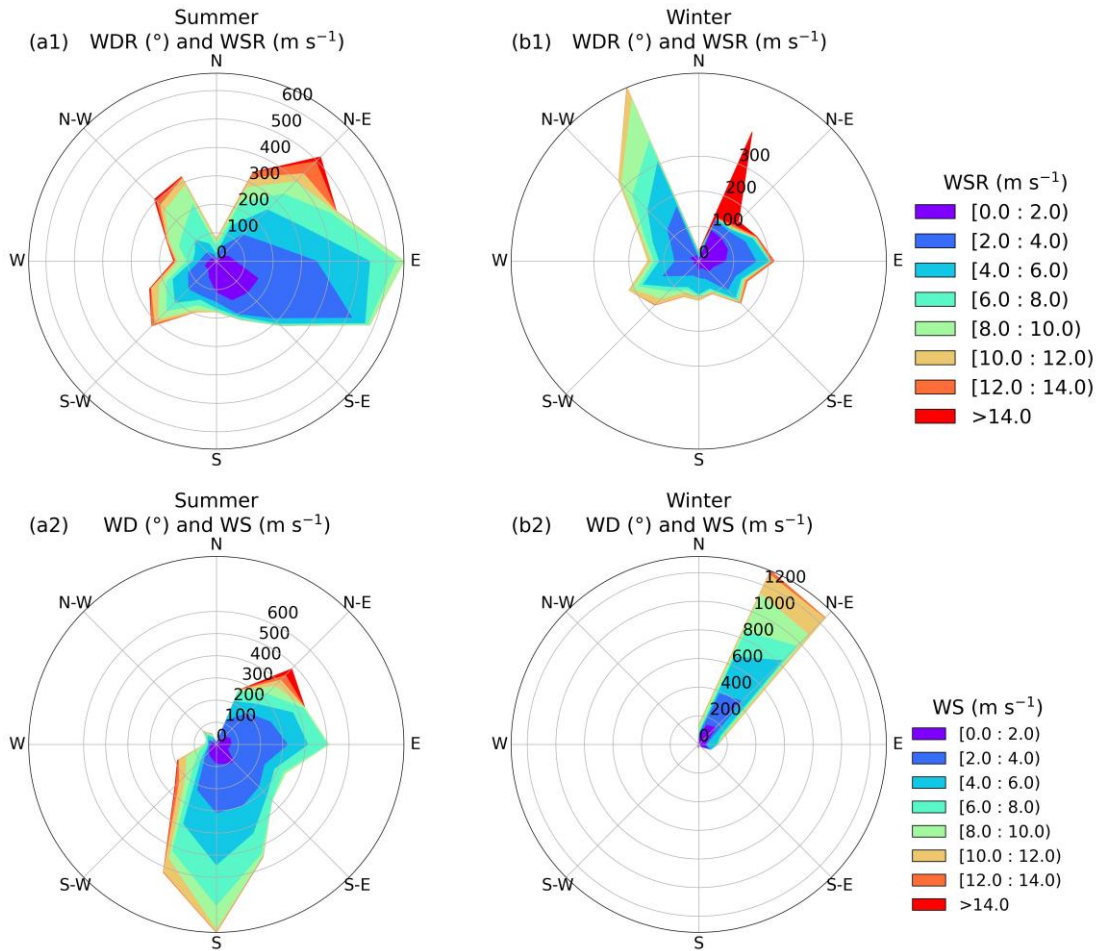 Summer
(a1) WDR (°) and WSR (m s⁻¹)
N
N-E
E
S-E
S
S-W
W
N-W
0
100
200
300
400
500
600
Winter
(b1) WDR (°) and WSR (m s⁻¹)
N
N-E
E
S-E
S
S-W
W
N-W
0
100
200
300
WSR (m s⁻¹)
[0.0 : 2.0)
[2.0 : 4.0)
[4.0 : 6.0)
[6.0 : 8.0)
[8.0 : 10.0)
[10.0 : 12.0)
[12.0 : 14.0)
>14.0
Summer
(a2) WD (°) and WS (m s⁻¹)
N
N-E
E
S-E
S
S-W
W
N-W
0
100
200
300
400
500
600
Winter
(b2) WD (°) and WS (m s⁻¹)
N
N-E
E
S-E
S
S-W
W
N-W
0
200
400
600
800
1000
1200
WS (m s⁻¹)
[0.0 : 2.0)
[2.0 : 4.0)
[4.0 : 6.0)
[6.0 : 8.0)
[8.0 : 10.0)
[10.0 : 12.0)
[12.0 : 14.0)
>14.0